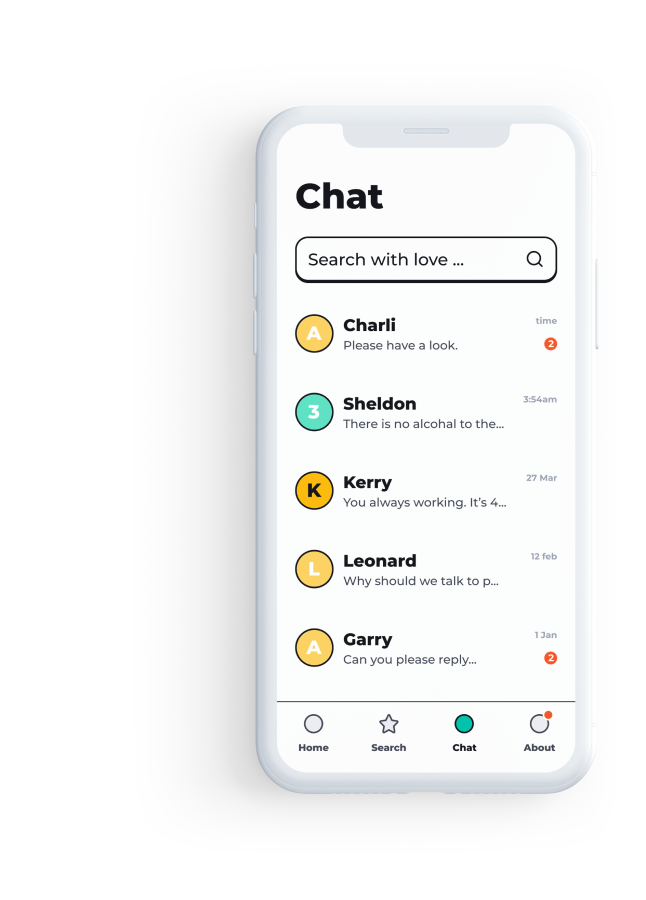 Chat
Search with love ...
A
Charli
time
Please have a look.
2
3
Sheldon
3:54am
There is no alcohal to the...
K
Kerry
27 Mar
You always working. It's 4...
L
Leonard
12 feb
Why should we talk to p...
A
Garry
1 Jan
Can you please reply...
2
Home
Search
Chat
About